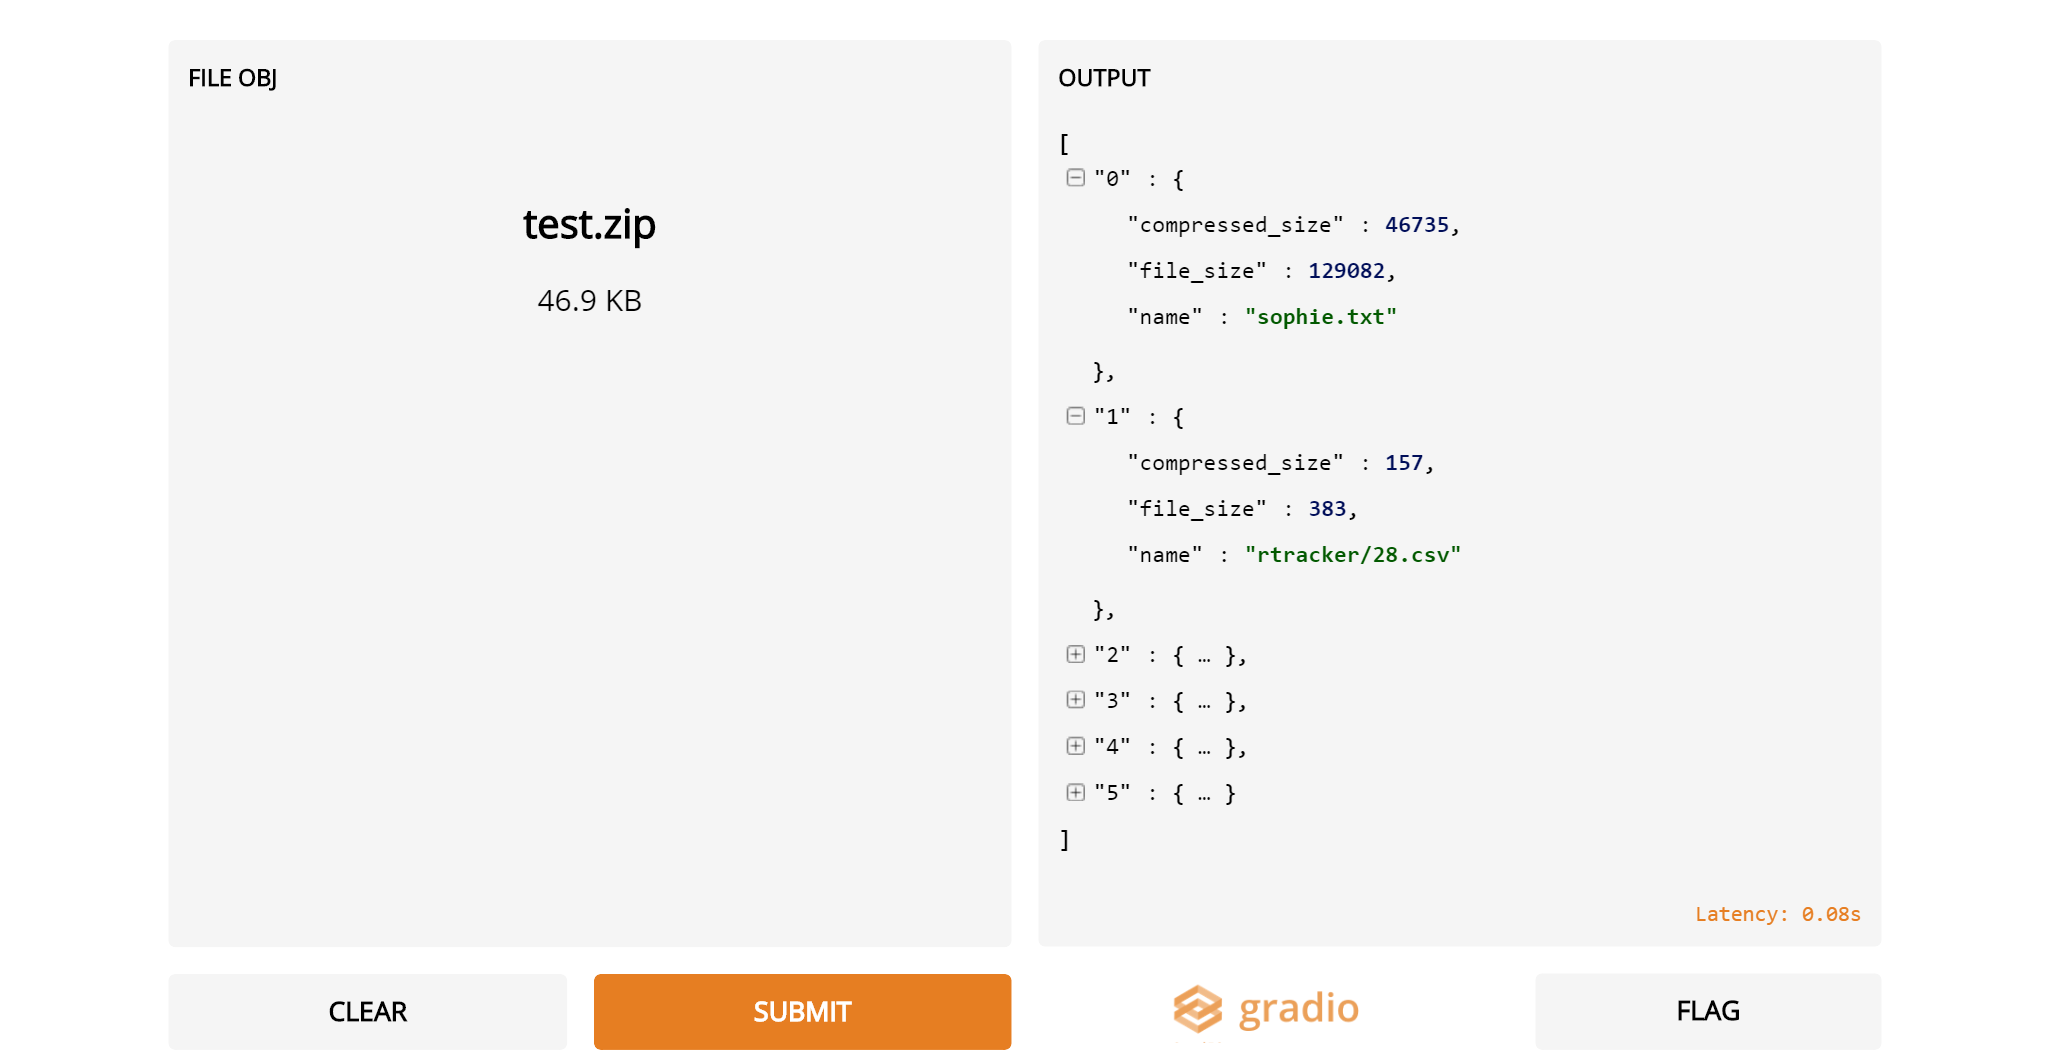 FILE OBJ
test.zip
46.9 KB
OUTPUT
[
"0" : {
"compressed_size" : 46735,
"file_size" : 129082,
"name" : "sophie.txt"
},
"1" : {
"compressed_size" : 157,
"file_size" : 383,
"name" : "rtracker/28.csv"
},
"2" : { … },
"3" : { … },
"4" : { … },
"5" : { … }
]
Latency: 0.08s
CLEAR
SUBMIT
gradio
FLAG